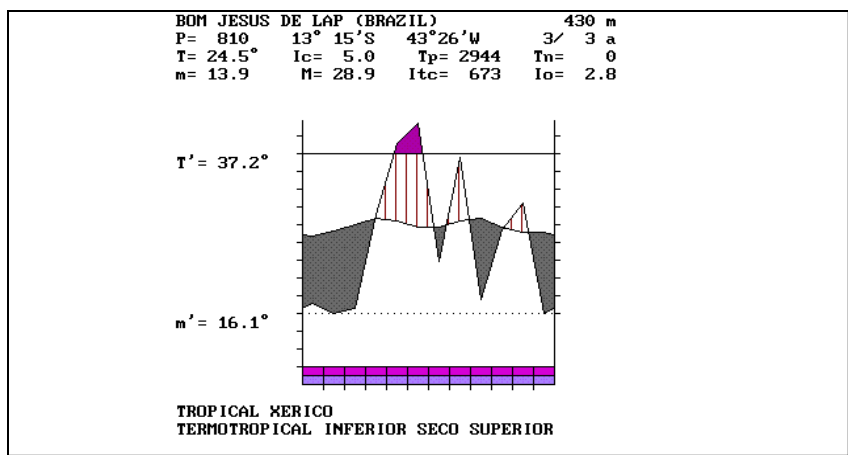 BOM JESUS DE LAP (BRAZIL) 430 m
P= 810 13° 15'S 43°26'W 3/ 3 a
T= 24.5° Ic= 5.0 Tp= 2944 Tn= 0
m= 13.9 M= 28.9 Itc= 673 Io= 2.8
T'= 37.2°
m'= 16.1°
TROPICAL XERICO
TERMOTROPICAL INFERIOR SECO SUPERIOR